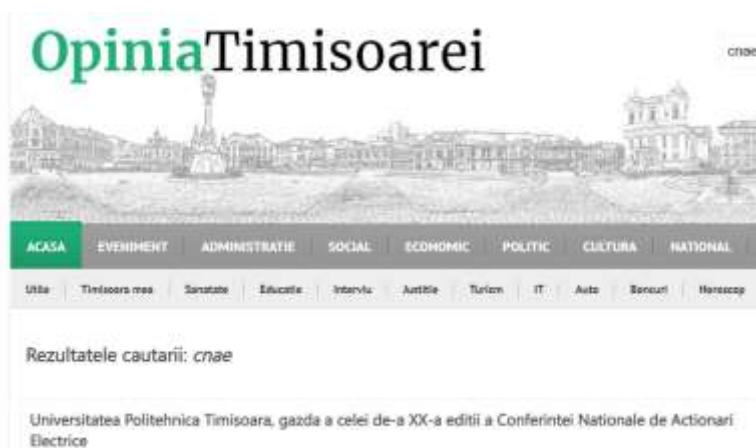 OpiniaTimisoarei
cnae
ACASA EVENIMENT ADMINISTRATIE SOCIAL ECONOMIC POLITIC CULTURA NATIONAL
Utile Timisoara mea Sanatate Educatie Interviu Justitie Turism IT Auto Bancuri Horoscop
Rezultatele cautarii: cnae
Universitatea Politehnica Timisoara, gazda a celei de-a XX-a editii a Conferintei Nationale de Actionari
Electrice